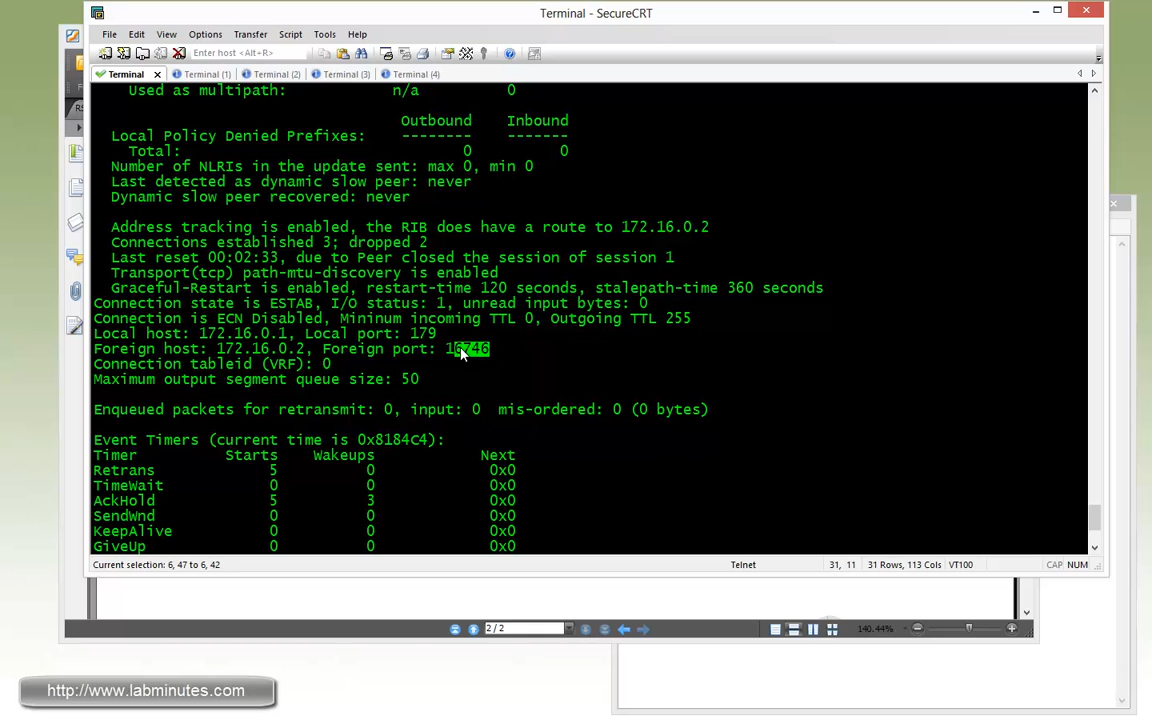 Terminal - SecureCRT
File Edit View Options Transfer Script Tools Help
Enter host <Alt+R>
Terminal Terminal (1) Terminal (2) Terminal (3) Terminal (4)
Used as multipath: n/a 0
Outbound Inbound
Local Policy Denied Prefixes: -------- -------
Total: 0 0
Number of NLRIs in the update sent: max 0, min 0
Last detected as dynamic slow peer: never
Dynamic slow peer recovered: never
Address tracking is enabled, the RIB does have a route to 172.16.0.2
Connections established 3; dropped 2
Last reset 00:02:33, due to Peer closed the session of session 1
Transport(tcp) path-mtu-discovery is enabled
Graceful-Restart is enabled, restart-time 120 seconds, stalepath-time 360 seconds
Connection state is ESTAB, I/O status: 1, unread input bytes: 0
Connection is ECN Disabled, Mininum incoming TTL 0, Outgoing TTL 255
Local host: 172.16.0.1, Local port: 179
Foreign host: 172.16.0.2, Foreign port: 16746
Connection tableid (VRF): 0
Maximum output segment queue size: 50
Enqueued packets for retransmit: 0, input: 0 mis-ordered: 0 (0 bytes)
Event Timers (current time is 0x8184C4):
Timer Starts Wakeups Next
Retrans 5 0 0x0
TimeWait 0 0 0x0
AckHold 5 3 0x0
SendWnd 0 0 0x0
KeepAlive 0 0 0x0
GiveUp 0 0 0x0
Current selection: 6, 47 to 6, 42 Telnet 31, 11 31 Rows, 113 Cols VT100 CAP NUM
2 / 2 140.44%
http://www.labminutes.com